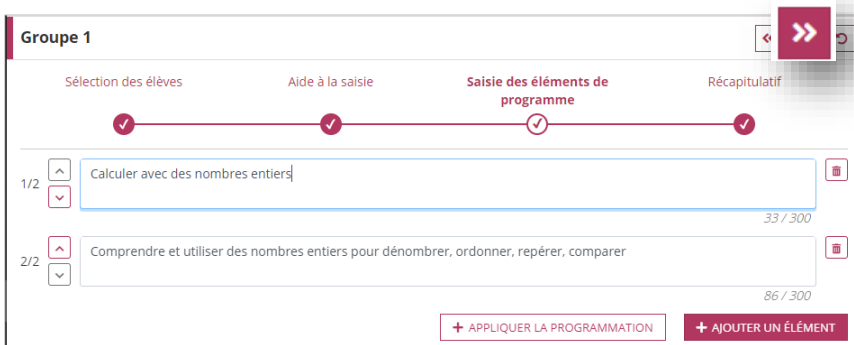 Groupe 1
Sélection des élèves
Aide à la saisie
Saisie des éléments de
programme
Récapitulatif
1/2
Calculer avec des nombres entiers
33 / 300
2/2
Comprendre et utiliser des nombres entiers pour dénombrer, ordonner, repérer, comparer
86 / 300
+ APPLIQUER LA PROGRAMMATION
+ AJOUTER UN ÉLÉMENT